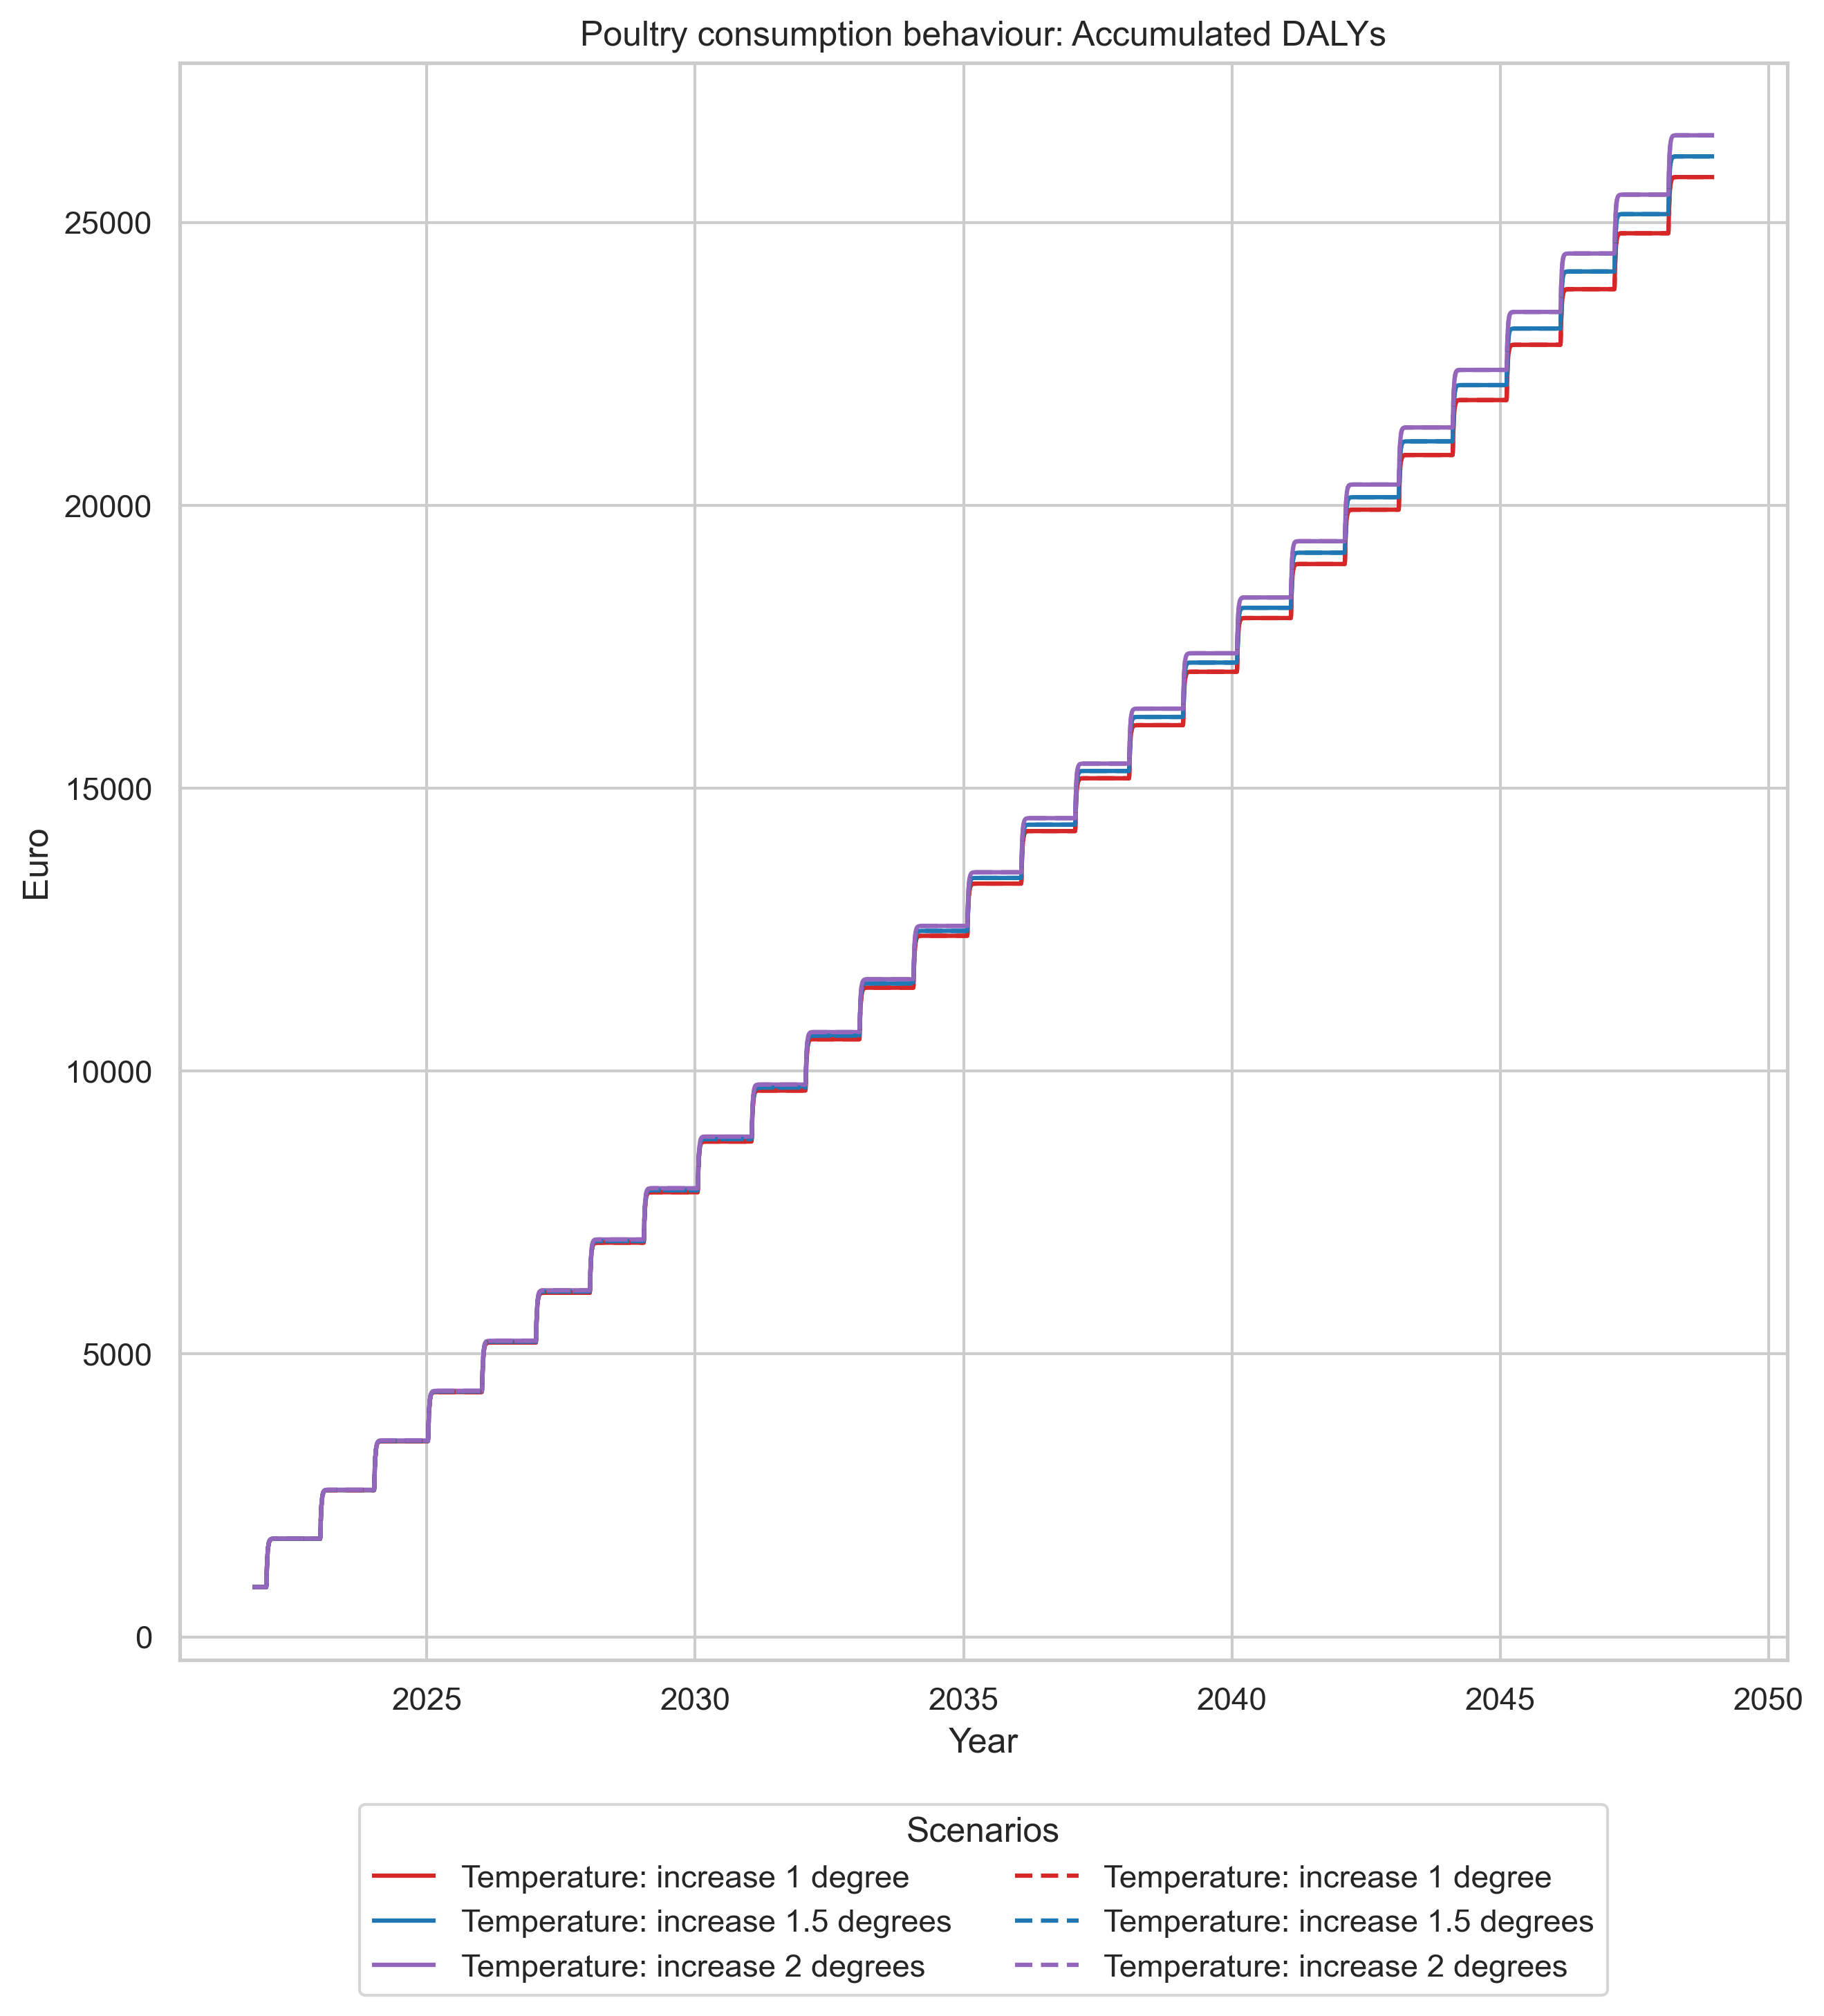 Poultry consumption behaviour: Accumulated DALYs
25000
20000
15000
10000
5000
0
Euro
2025 2030 2035 2040 2045 2050
Year
Scenarios
Temperature: increase 1 degree Temperature: increase 1 degree
Temperature: increase 1.5 degrees Temperature: increase 1.5 degrees
Temperature: increase 2 degrees Temperature: increase 2 degrees